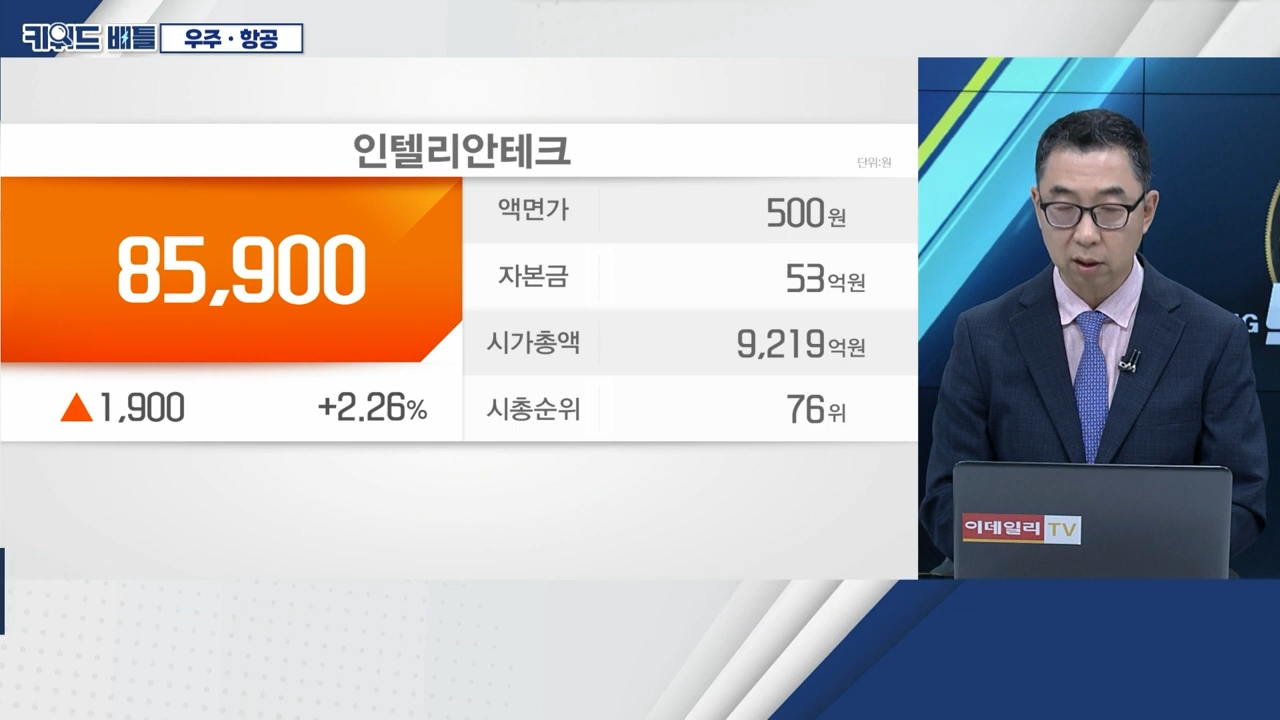 키워드 배틀
우주·항공
인텔리안테크
단위:원
85,900
▲1,900 +2.26%
액면가 500원
자본금 53억원
시가총액 9,219억원
시총순위 76위
이데일리TV